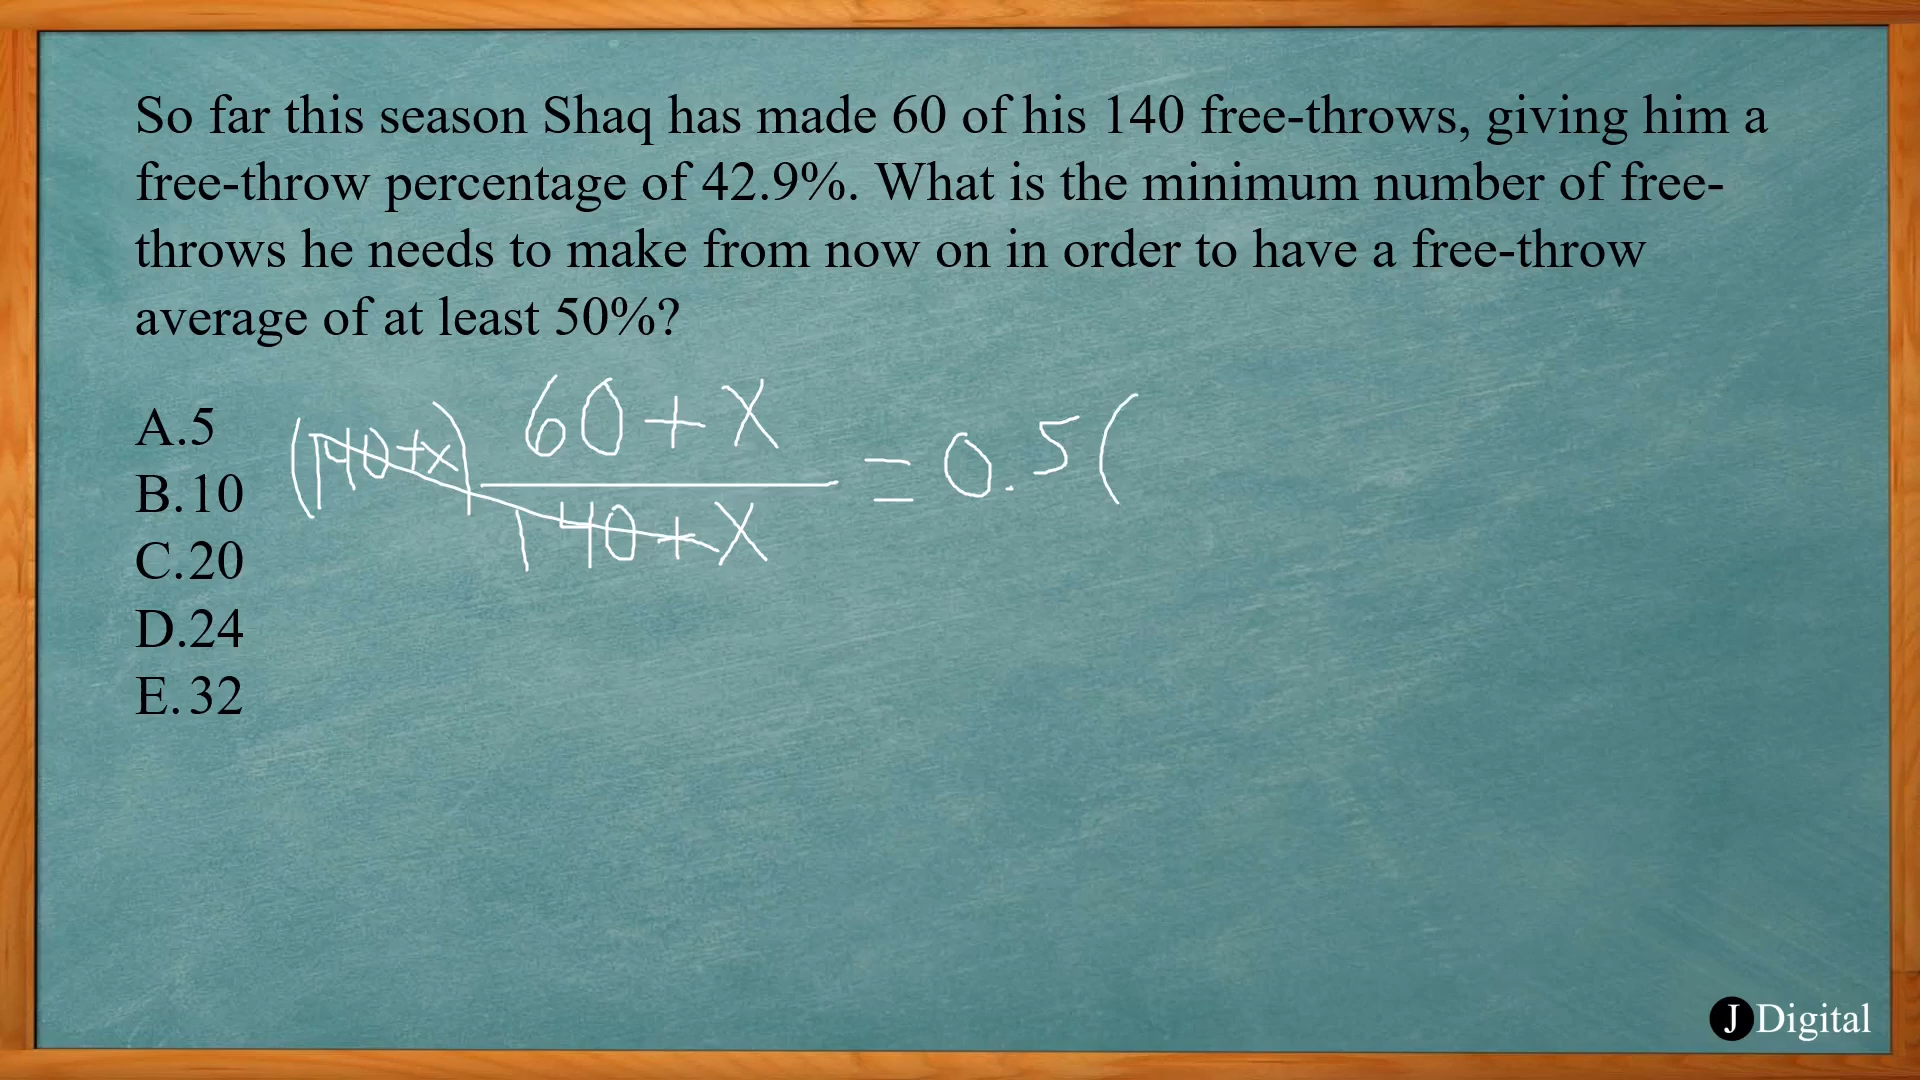 So far this season Shaq has made 60 of his 140 free-throws, giving him a
free-throw percentage of 42.9%. What is the minimum number of free-
throws he needs to make from now on in order to have a free-throw
average of at least 50%?
A.5
B.10
C.20
D.24
E.32
60+X
(140+x) = 0.5(
140+X
J Digital